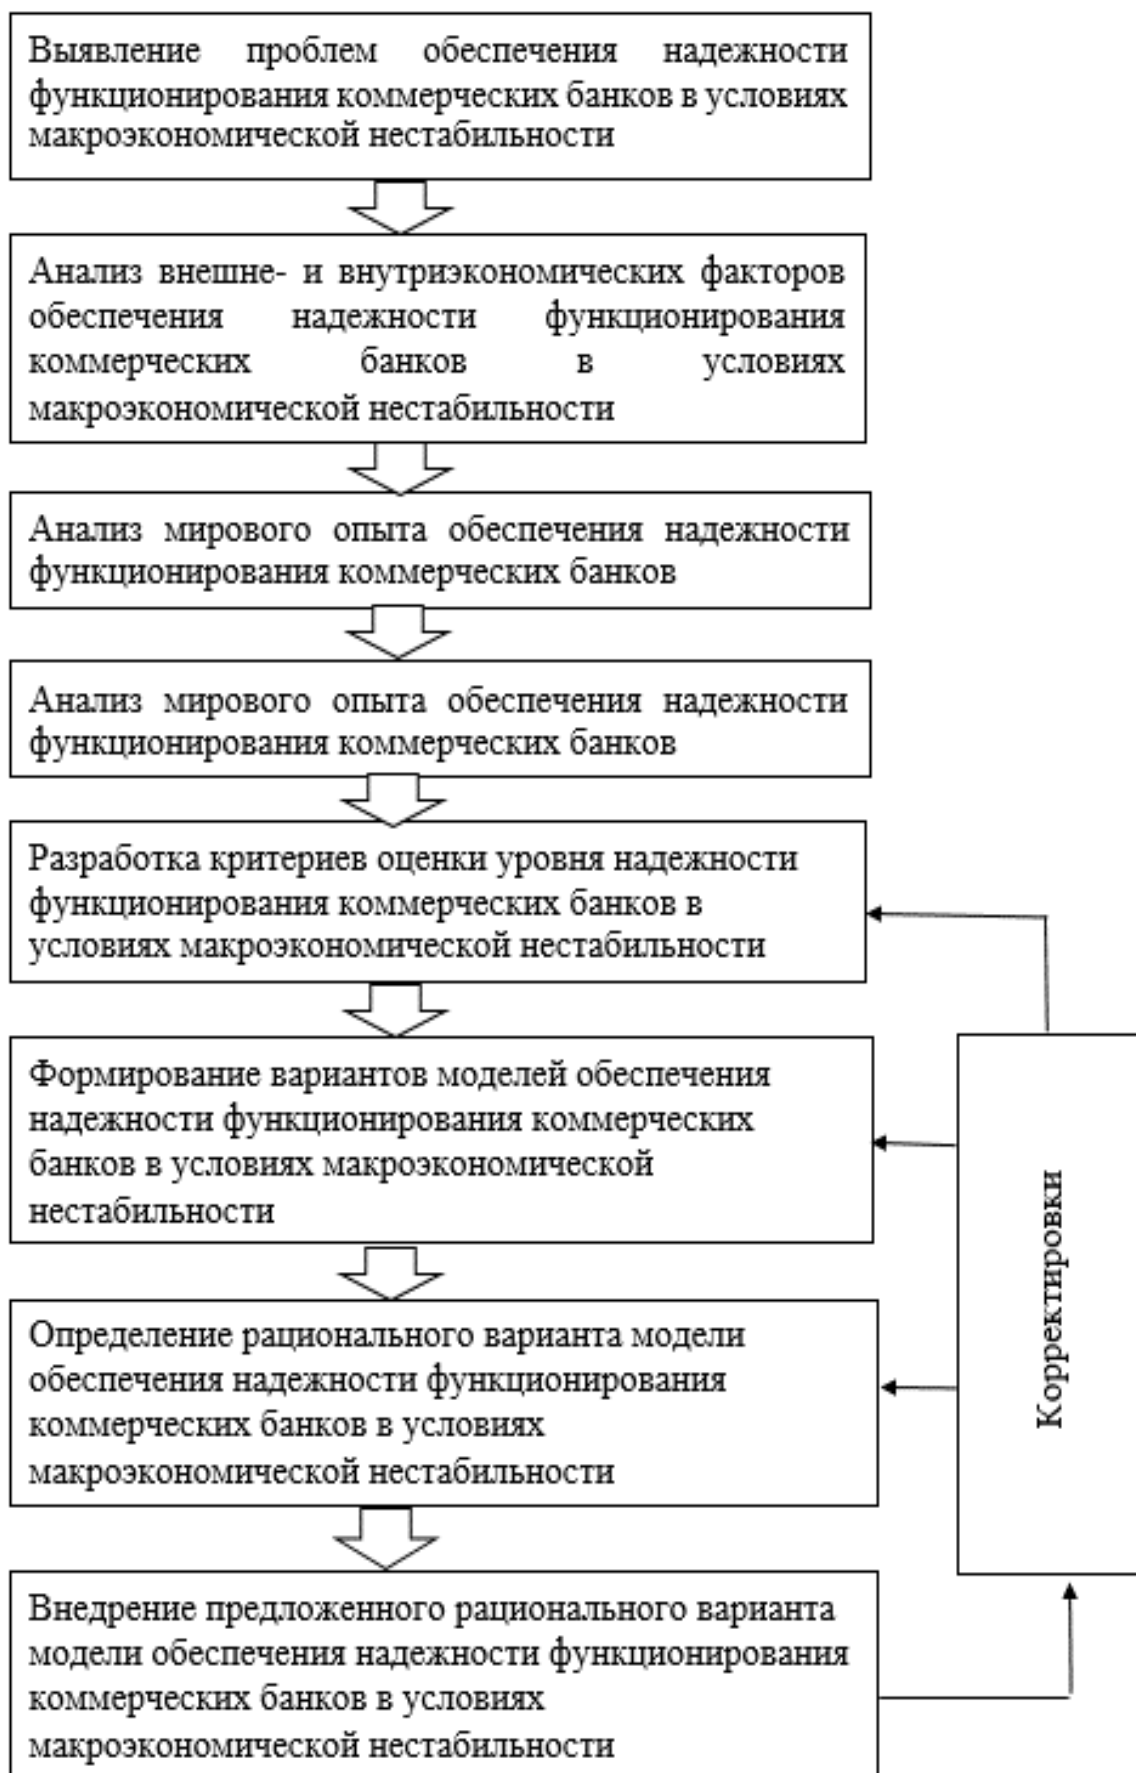 Выявление проблем обеспечения надежности
функционирования коммерческих банков в условиях
макроэкономической нестабильности
Анализ внешне- и внутриэкономических факторов
обеспечения надежности функционирования
коммерческих банков в условиях
макроэкономической нестабильности
Анализ мирового опыта обеспечения надежности
функционирования коммерческих банков
Анализ мирового опыта обеспечения надежности
функционирования коммерческих банков
Разработка критериев оценки уровня надежности
функционирования коммерческих банков в
условиях макроэкономической нестабильности
Формирование вариантов моделей обеспечения
надежности функционирования коммерческих
банков в условиях макроэкономической
нестабильности
Определение рационального варианта модели
обеспечения надежности функционирования
коммерческих банков в условиях
макроэкономической нестабильности
Внедрение предложенного рационального варианта
модели обеспечения надежности функционирования
коммерческих банков в условиях
макроэкономической нестабильности
Корректировки